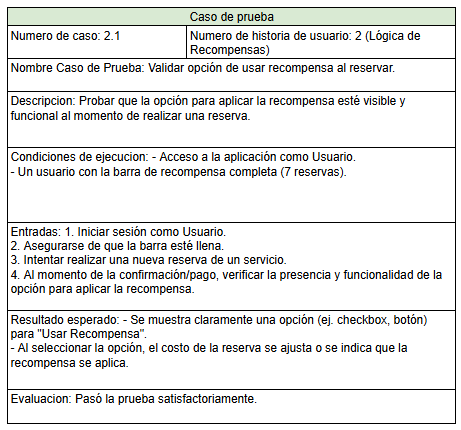 Caso de prueba
Numero de caso: 2.1
Numero de historia de usuario: 2 (Lógica de
Recompensas)
Nombre Caso de Prueba: Validar opción de usar recompensa al reservar.
Descripcion: Probar que la opción para aplicar la recompensa esté visible y
funcional al momento de realizar una reserva.
Condiciones de ejecucion: - Acceso a la aplicación como Usuario.
- Un usuario con la barra de recompensa completa (7 reservas).
Entradas: 1. Iniciar sesión como Usuario.
2. Asegurarse de que la barra esté llena.
3. Intentar realizar una nueva reserva de un servicio.
4. Al momento de la confirmación/pago, verificar la presencia y funcionalidad de la
opción para aplicar la recompensa.
Resultado esperado: - Se muestra claramente una opción (ej. checkbox, botón)
para "Usar Recompensa".
- Al seleccionar la opción, el costo de la reserva se ajusta o se indica que la
recompensa se aplica.
Evaluacion: Pasó la prueba satisfactoriamente.